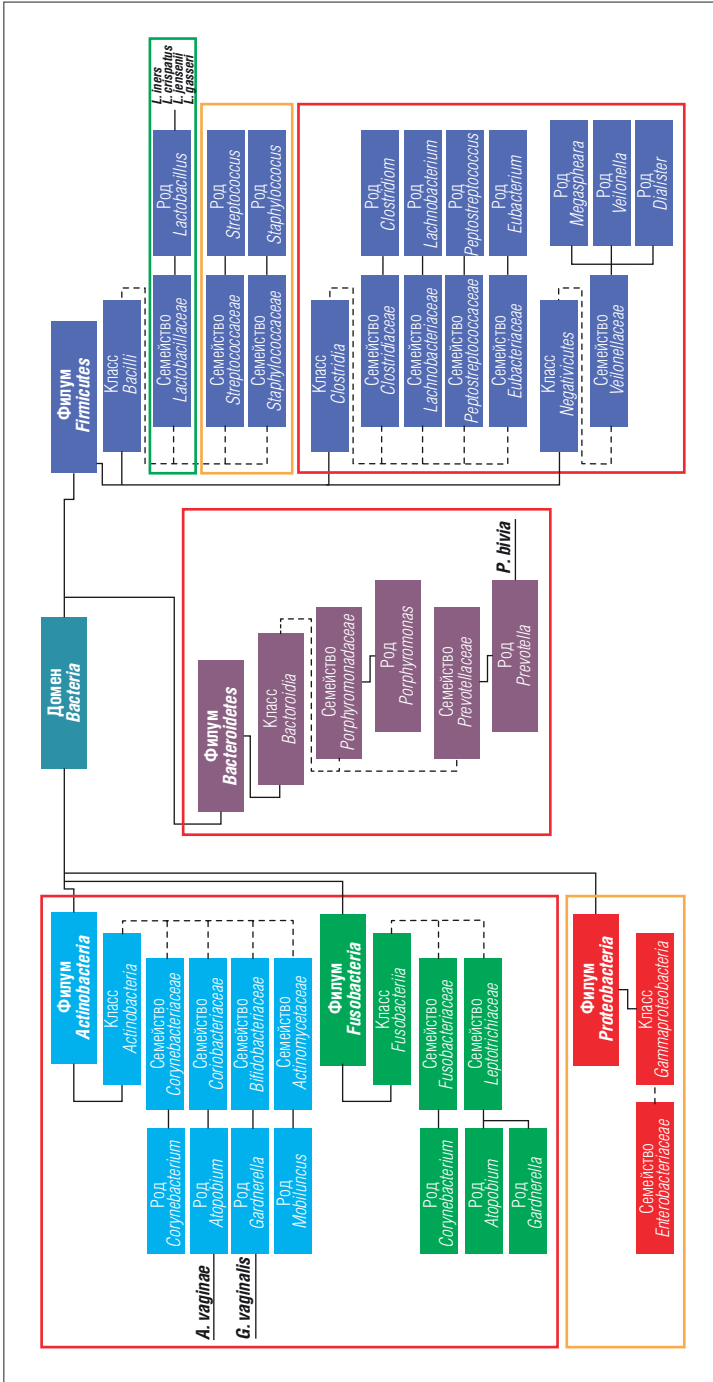 Домен
Bacteria
Филум
Actinobacteria
Класс
Actinobacteria
Семейство
Corynebacteriaceae
Род
Corynebacterium
Семейство
Coriobacteriaceae
Род
Atopobium
A. vaginae
Семейство
Bifidobacteriaceae
Род
Gardnerella
G. vaginalis
Семейство
Actinomycetaceae
Род
Mobiluncus
Филум
Fusobacteria
Класс
Fusobacteriia
Семейство
Fusobacteriaceae
Род
Corynebacterium
Семейство
Leptotrichiaceae
Род
Atopobium
Род
Gardnerella
Филум
Proteobacteria
Класс
Gammaproteobacteria
Семейство
Enterobacteriaceae
Филум
Bacteroidetes
Класс
Bactoroidia
Семейство
Porphyromonadaceae
Род
Porphyromonas
Семейство
Prevotellaceae
Род
Prevotella
P. bivia
Филум
Firmicutes
Класс
Bacilli
Семейство
Lactobacillaceae
Род
Lactobacillus
L. iners
L. crispatus
L. jensenii
L. gasseri
Семейство
Streptococcaceae
Род
Streptococcus
Семейство
Staphylococcaceae
Род
Staphyloccocus
Класс
Clostridia
Семейство
Clostridiaceae
Род
Clostridiom
Семейство
Lachnobacteriaceae
Род
Lachnobacterium
Семейство
Peptostreptococcaceae
Род
Peptostreptococcus
Семейство
Eubacteriaceae
Род
Eubacterium
Класс
Negativicutes
Семейство
Veilonellaceae
Род
Megaspheara
Род
Veilonella
Род
Dialister